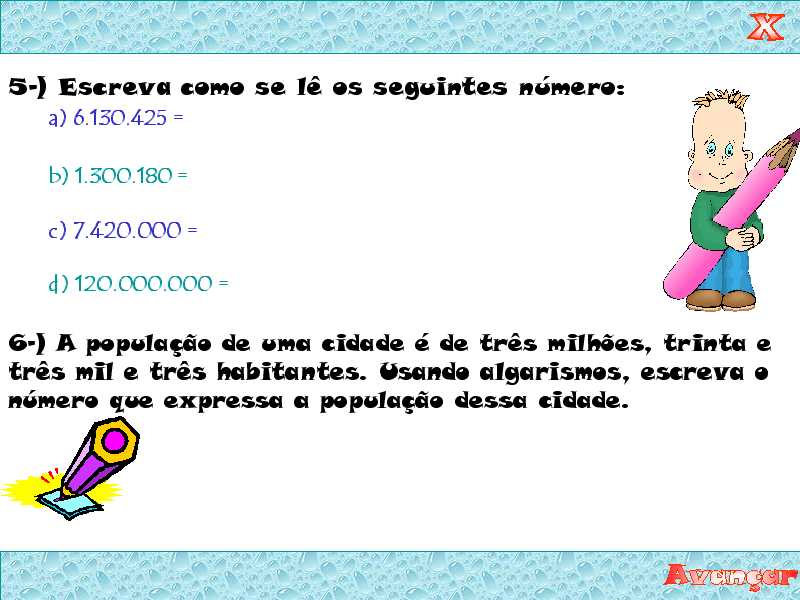 X
5-) Escreva como se lê os seguintes número:
a) 6.130.425 =
b) 1.300.180 =
c) 7.420.000 =
d) 120.000.000 =
6-) A população de uma cidade é de três milhões, trinta e
três mil e três habitantes. Usando algarismos, escreva o
número que expressa a população dessa cidade.
Avançar